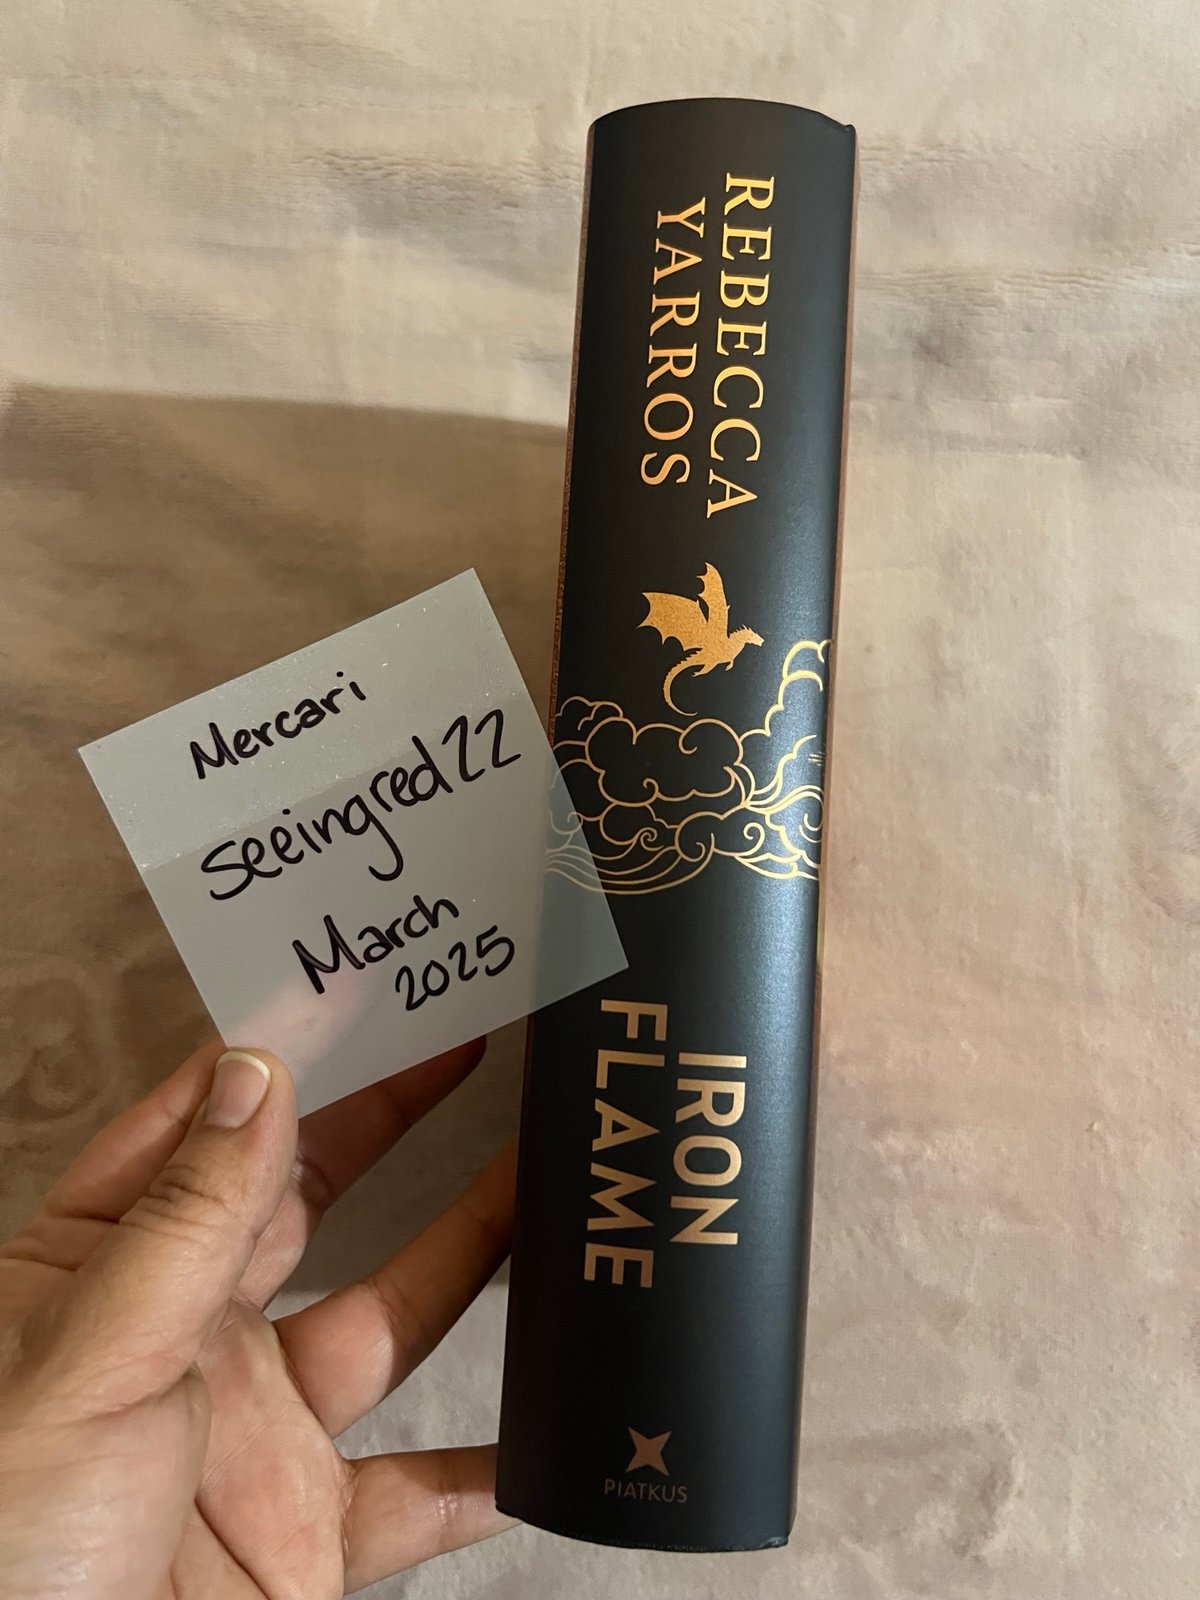 Mercari
seeingred22
March
2025
REBECCA
YARROS
IRON
FLAME
PIATKUS